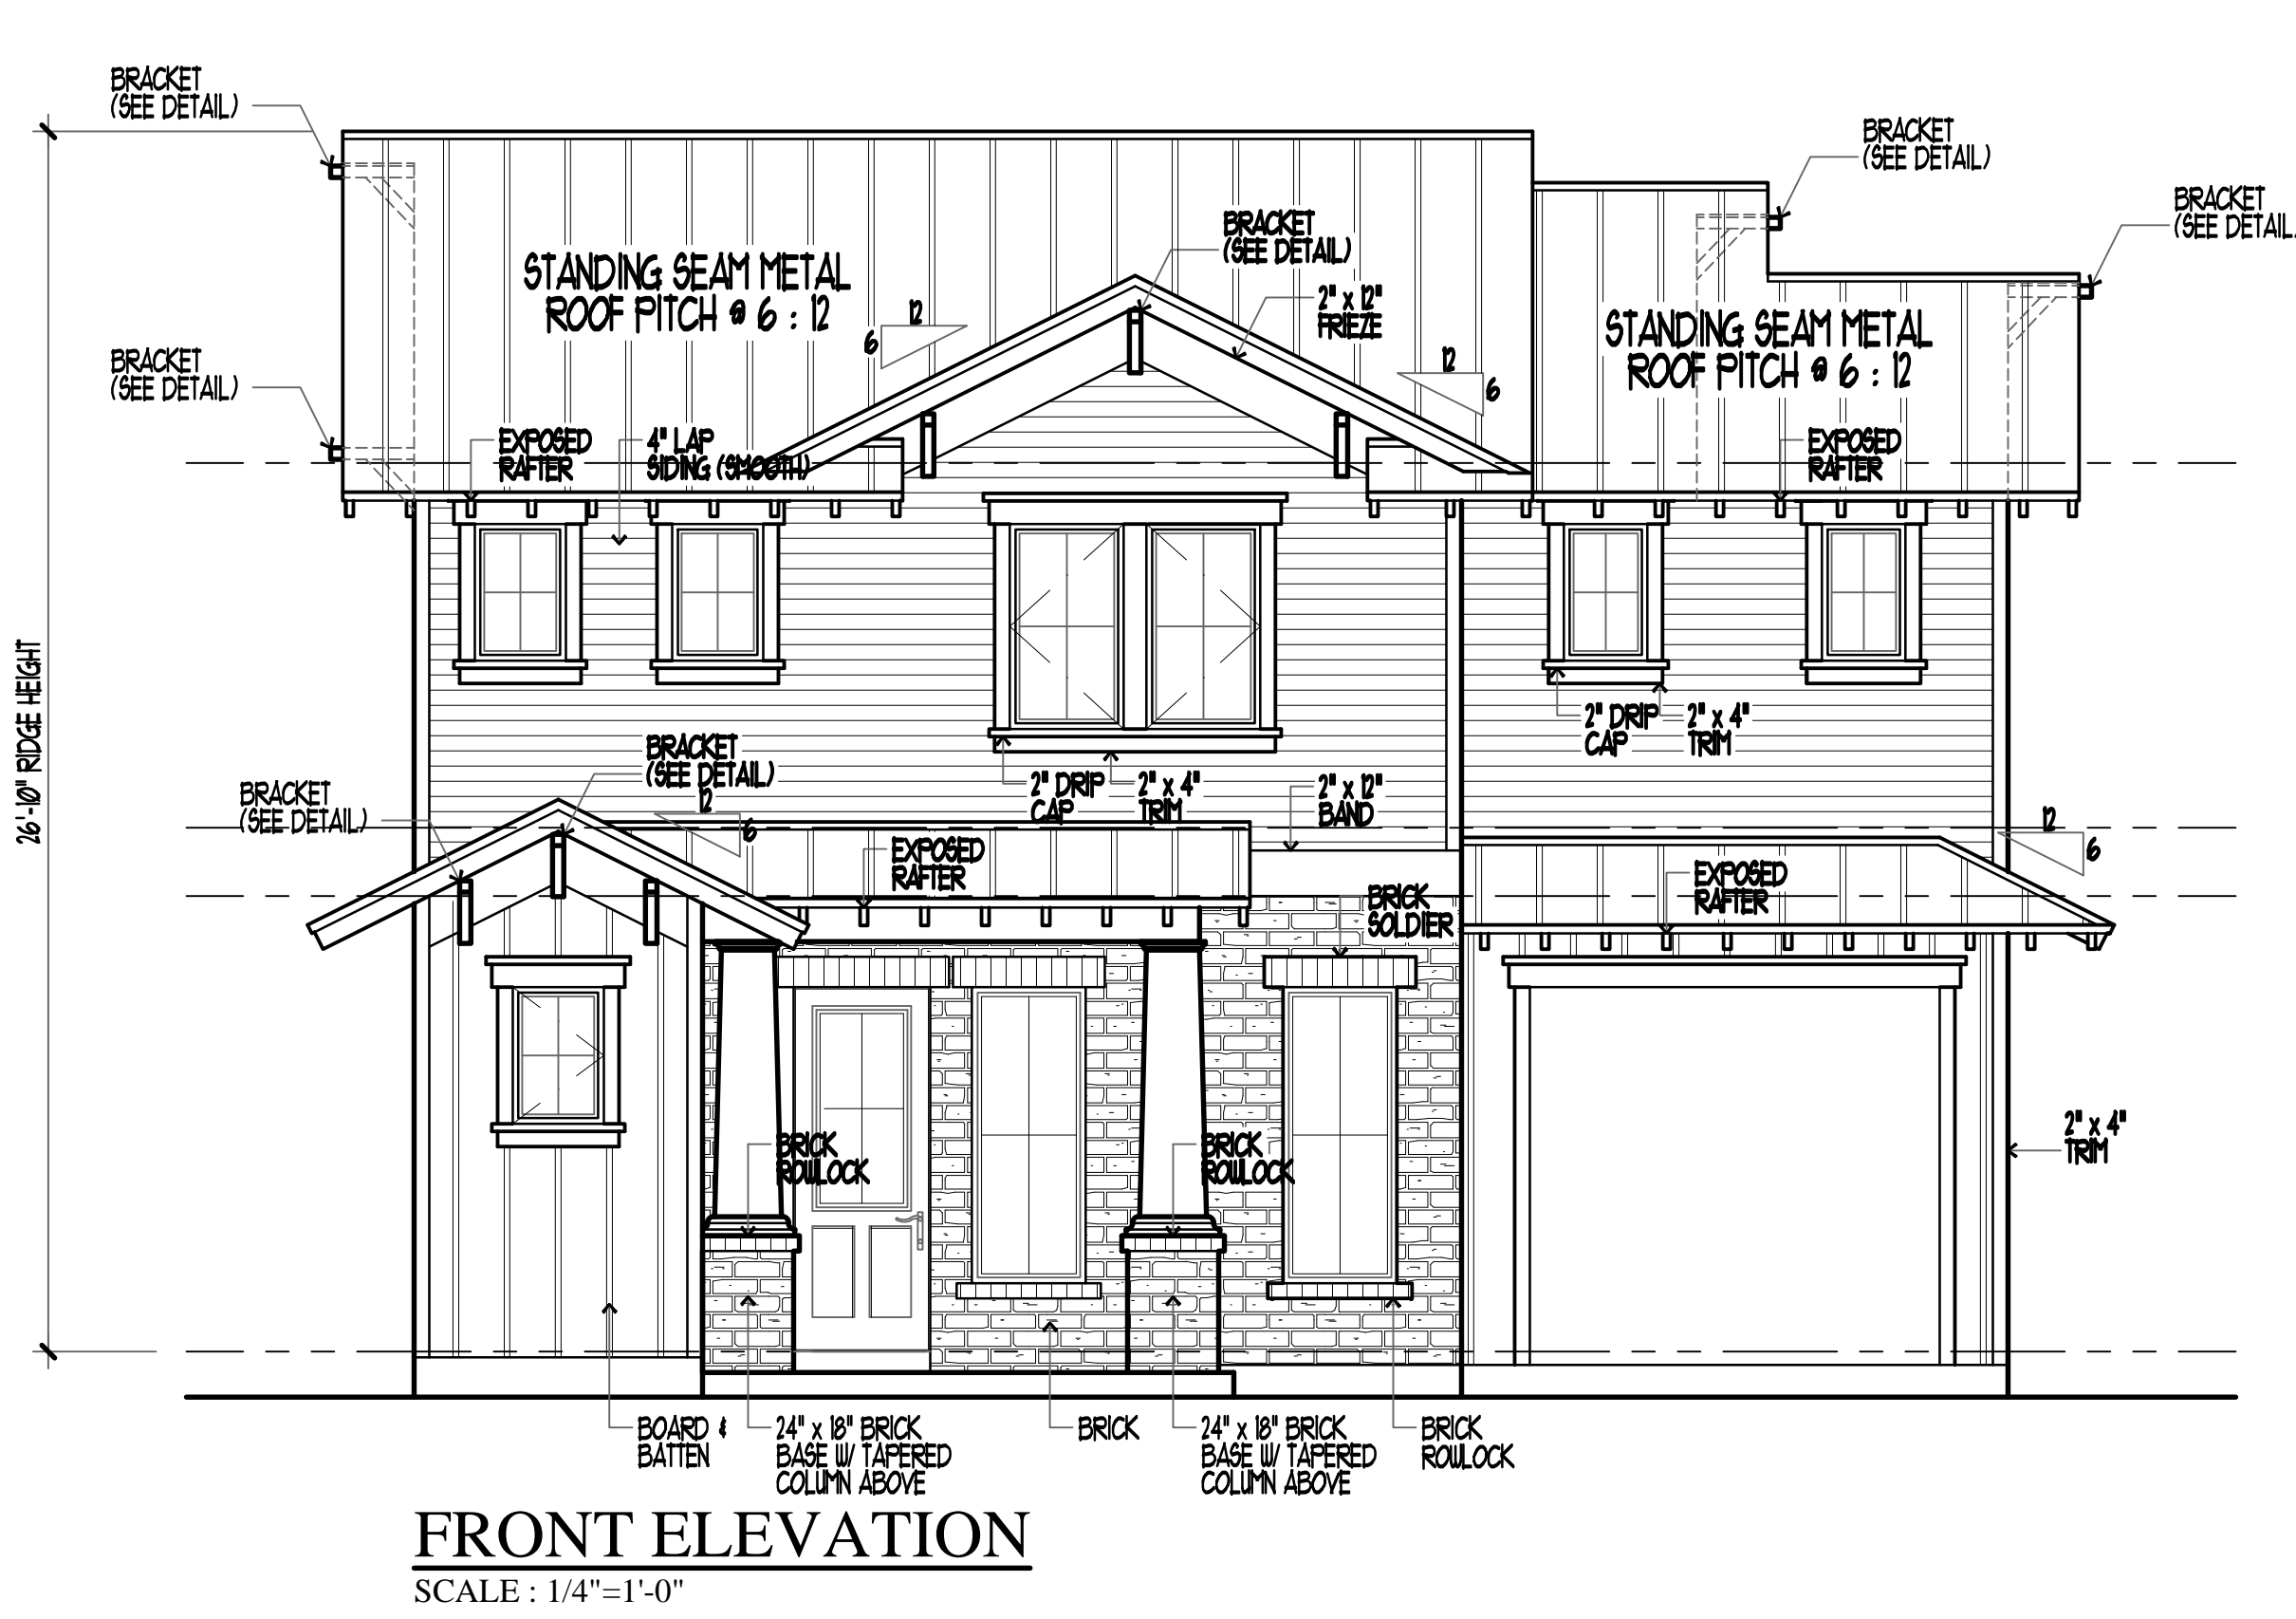 BRACKET
(SEE DETAIL)
BRACKET
(SEE DETAIL)
BRACKET
(SEE DETAIL)
BRACKET
(SEE DETAIL)
STANDING SEAM METAL
ROOF PITCH @ 6 : 12
12
6
2" x 12"
FRIEZE
STANDING SEAM METAL
ROOF PITCH @ 6 : 12
12
6
BRACKET
(SEE DETAIL)
EXPOSED
RAFTER
4" LAP
SIDING (SMOOTH)
EXPOSED
RAFTER
26'-10" RIDGE HEIGHT
2" DRIP
CAP
2" x 4"
TRIM
BRACKET
(SEE DETAIL)
12
6
BRACKET
(SEE DETAIL)
2" DRIP
CAP
2" x 4"
TRIM
2" x 12"
BAND
12
6
EXPOSED
RAFTER
EXPOSED
RAFTER
BRICK
SOLDIER
2" x 4"
TRIM
BRICK
ROWLOCK
BRICK
ROWLOCK
BOARD &
BATTEN
24" x 18" BRICK
BASE W/ TAPERED
COLUMN ABOVE
BRICK
24" x 18" BRICK
BASE W/ TAPERED
COLUMN ABOVE
BRICK
ROWLOCK
FRONT ELEVATION
SCALE : 1/4"=1'-0"